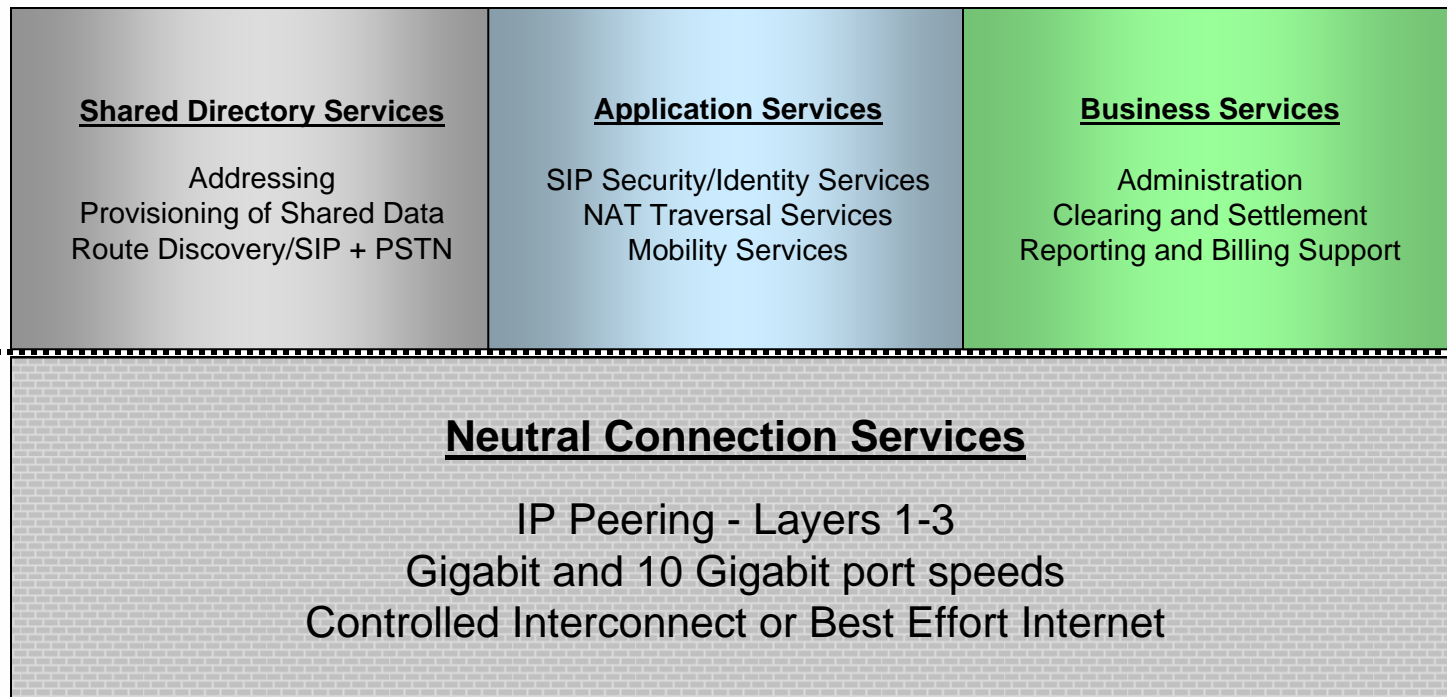 Shared Directory Services
Addressing
Provisioning of Shared Data
Route Discovery/SIP + PSTN
Application Services
SIP Security/Identity Services
NAT Traversal Services
Mobility Services
Business Services
Administration
Clearing and Settlement
Reporting and Billing Support
Neutral Connection Services
IP Peering - Layers 1-3
Gigabit and 10 Gigabit port speeds
Controlled Interconnect or Best Effort Internet